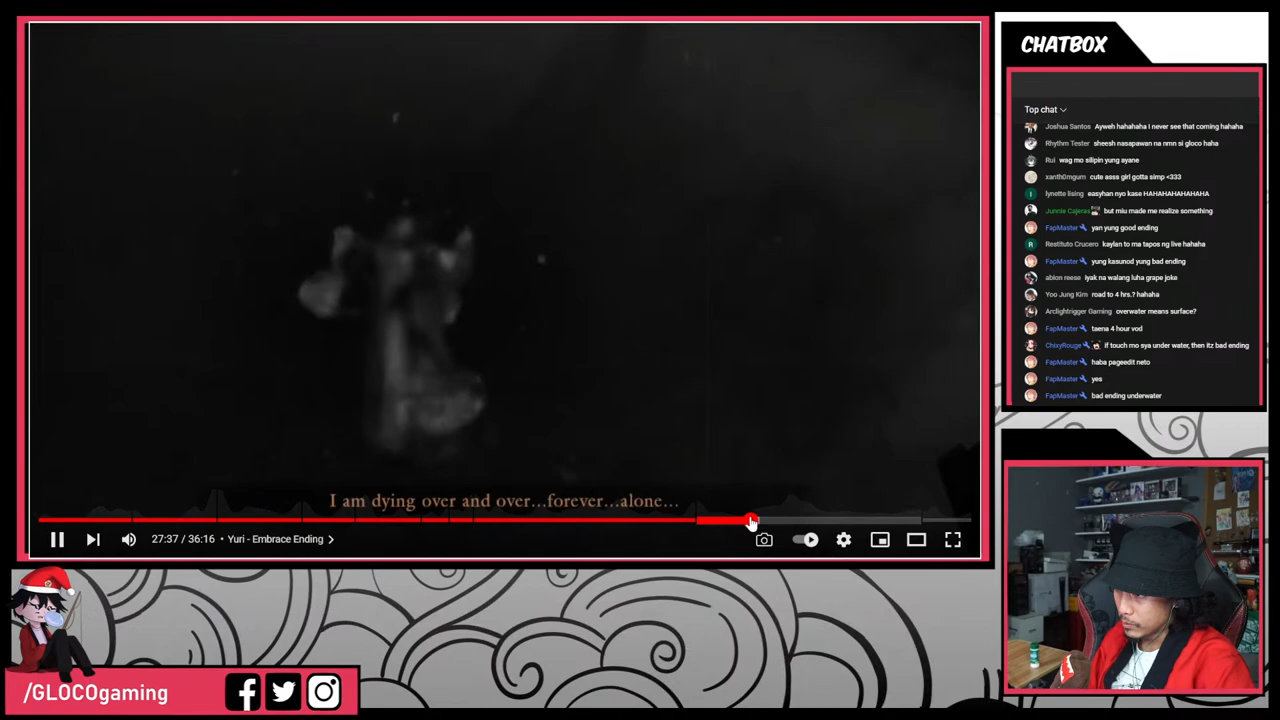 I am dying over and over...forever...alone...
27:37 / 36:16 • Yuri - Embrace Ending
CHATBOX
Top chat
Joshua Santos Ayweh hahahaha I never see that coming hahaha
Rhythm Tester sheesh nasapawan na nmn si gloco haha
Rui wag mo silipin yung ayane
xanth0mgum cute asss girl gotta simp <333
lynette lising easyhan nyo kase HAHAHAHAHAHAHA
Junnie Cajeras but miu made me realize something
FapMaster yan yung good ending
Restituto Crucero kaylan to ma tapos ng live hahaha
FapMaster yung kasunod yung bad ending
abion reese Iyak na walang luha grape joke
Yoo Jung Kim road to 4 hrs.? hahaha
Arclightrigger Gaming overwater means surface?
FapMaster taena 4 hour vod
ChixyRouge if touch mo sya under water, then itz bad ending
FapMaster haba pageedit neto
FapMaster yes
FapMaster bad ending underwater
/GLOCOgaming